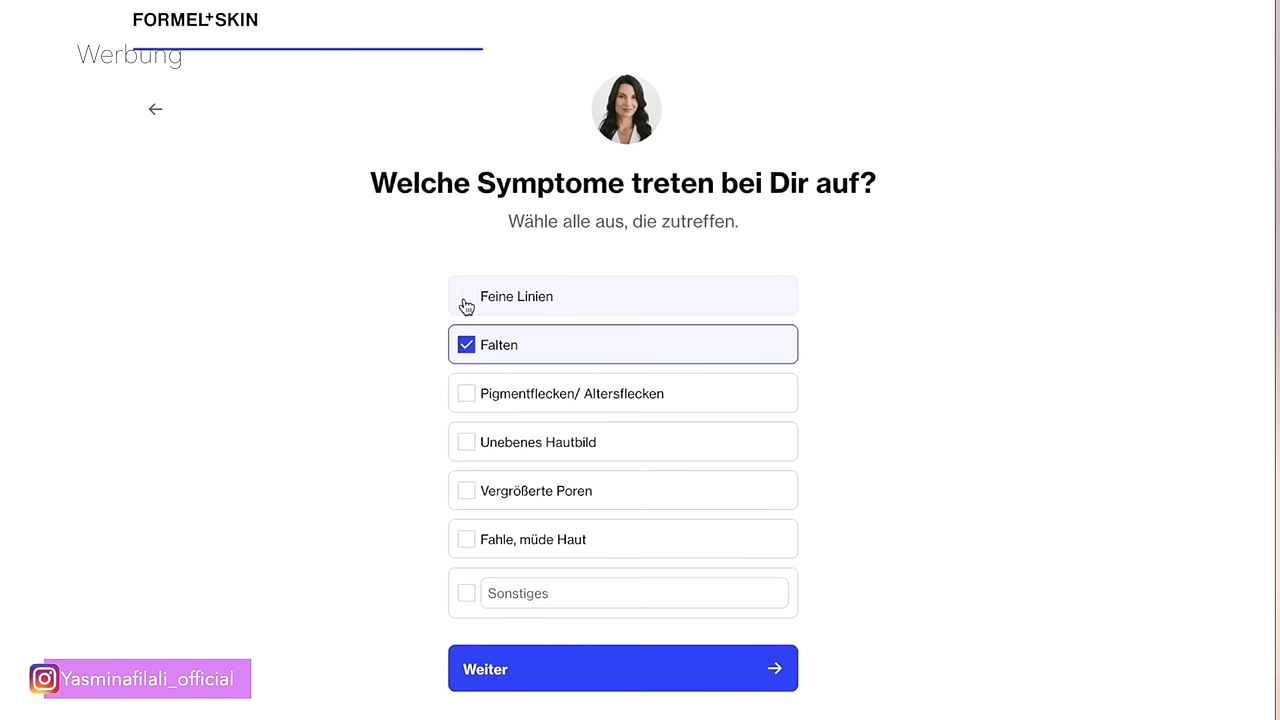 FORMEL+SKIN
Werbung
Welche Symptome treten bei Dir auf?
Wähle alle aus, die zutreffen.
Feine Linien
Falten
Pigmentflecken/ Altersflecken
Unebenes Hautbild
Vergrößerte Poren
Fahle, müde Haut
Sonstiges
Weiter
Yasminafilali_official